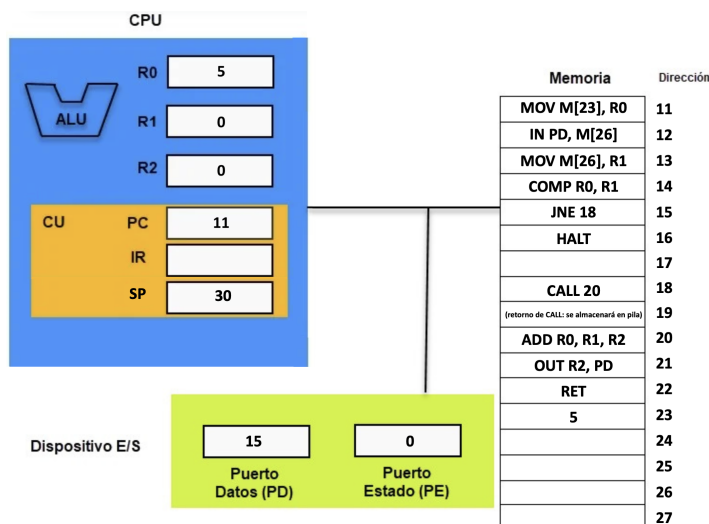 CPU
R0 5
ALU
R1 0
R2 0
CU PC 11
IR
SP 30
Memoria Dirección
MOV M[23], R0 11
IN PD, M[26] 12
MOV M[26], R1 13
COMP R0, R1 14
JNE 18 15
HALT 16
17
CALL 20 18
(retorno de CALL: se almacenará en pila) 19
ADD R0, R1, R2 20
OUT R2, PD 21
RET 22
5 23
24
25
26
27
Dispositivo E/S
15 0
Puerto Datos (PD)
Puerto Estado (PE)